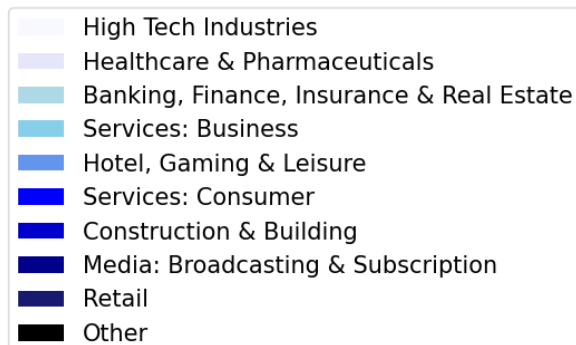 High Tech Industries
Healthcare & Pharmaceuticals
Banking, Finance, Insurance & Real Estate
Services: Business
Hotel, Gaming & Leisure
Services: Consumer
Construction & Building
Media: Broadcasting & Subscription
Retail
Other